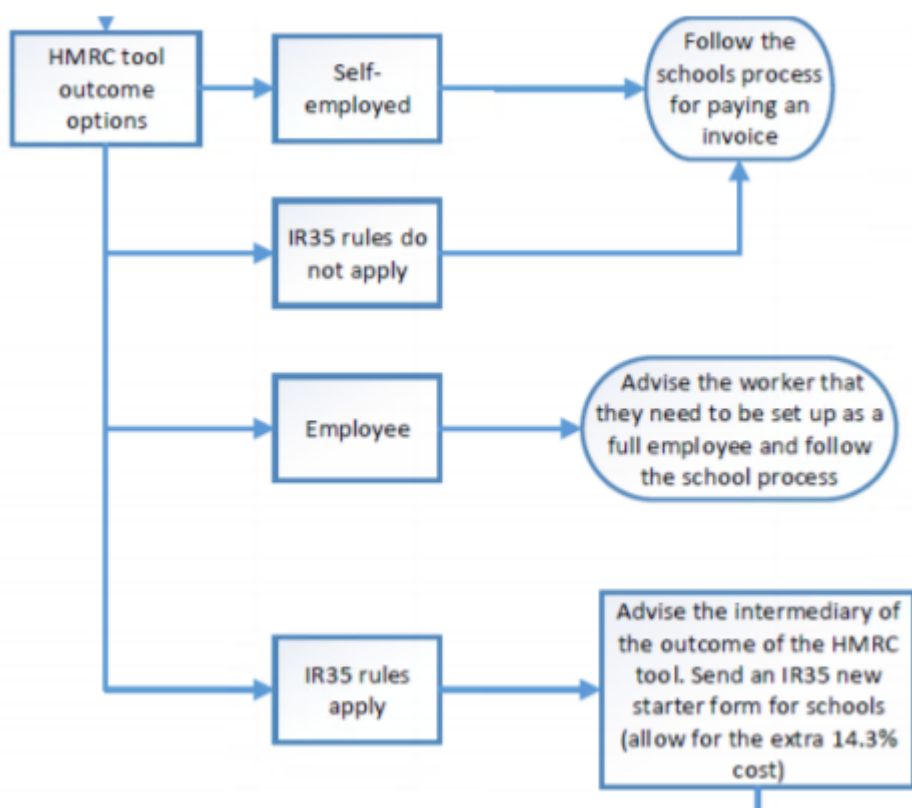 HMRC tool
outcome
options
Self-
employed
Follow the
schools process
for paying an
invoice
IR35 rules do
not apply
Employee
Advise the worker that
they need to be set up as a
full employee and follow
the school process
IR35 rules
apply
Advise the intermediary of
the outcome of the HMRC
tool. Send an IR35 new
starter form for schools
(allow for the extra 14.3%
cost)